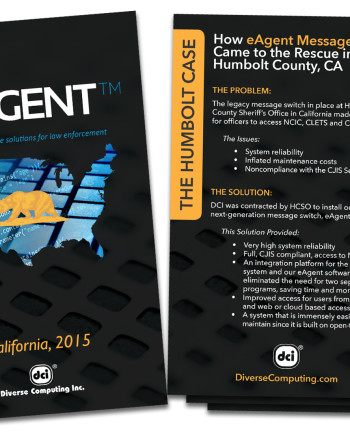 GENT™
e solutions for law enforcement
alifornia, 2015
dci
Diverse Computing Inc.
THE HUMBOLT CASE
How eAgent Message
Came to the Rescue in
Humbolt County, CA
THE PROBLEM:
The legacy message switch in place at H
County Sheriff's Office in California made
for officers to access NCIC, CLETS and C
The Issues:
• System reliability
• Inflated maintenance costs
• Noncompliance with the CJIS Se
THE SOLUTION:
DCI was contracted by HCSO to install o
next-generation message switch, eAgent
This Solution Provided:
• Very high system reliability
• Full, CJIS compliant, access to N
• An integration platform for the
system and our eAgent softwar
eliminated the need for two sep
programs, saving time and mor
• Improved access for users from
and web or cloud based access
• A system that is immensely easi
maintain since it is built on open-
dci
DiverseComputing.com